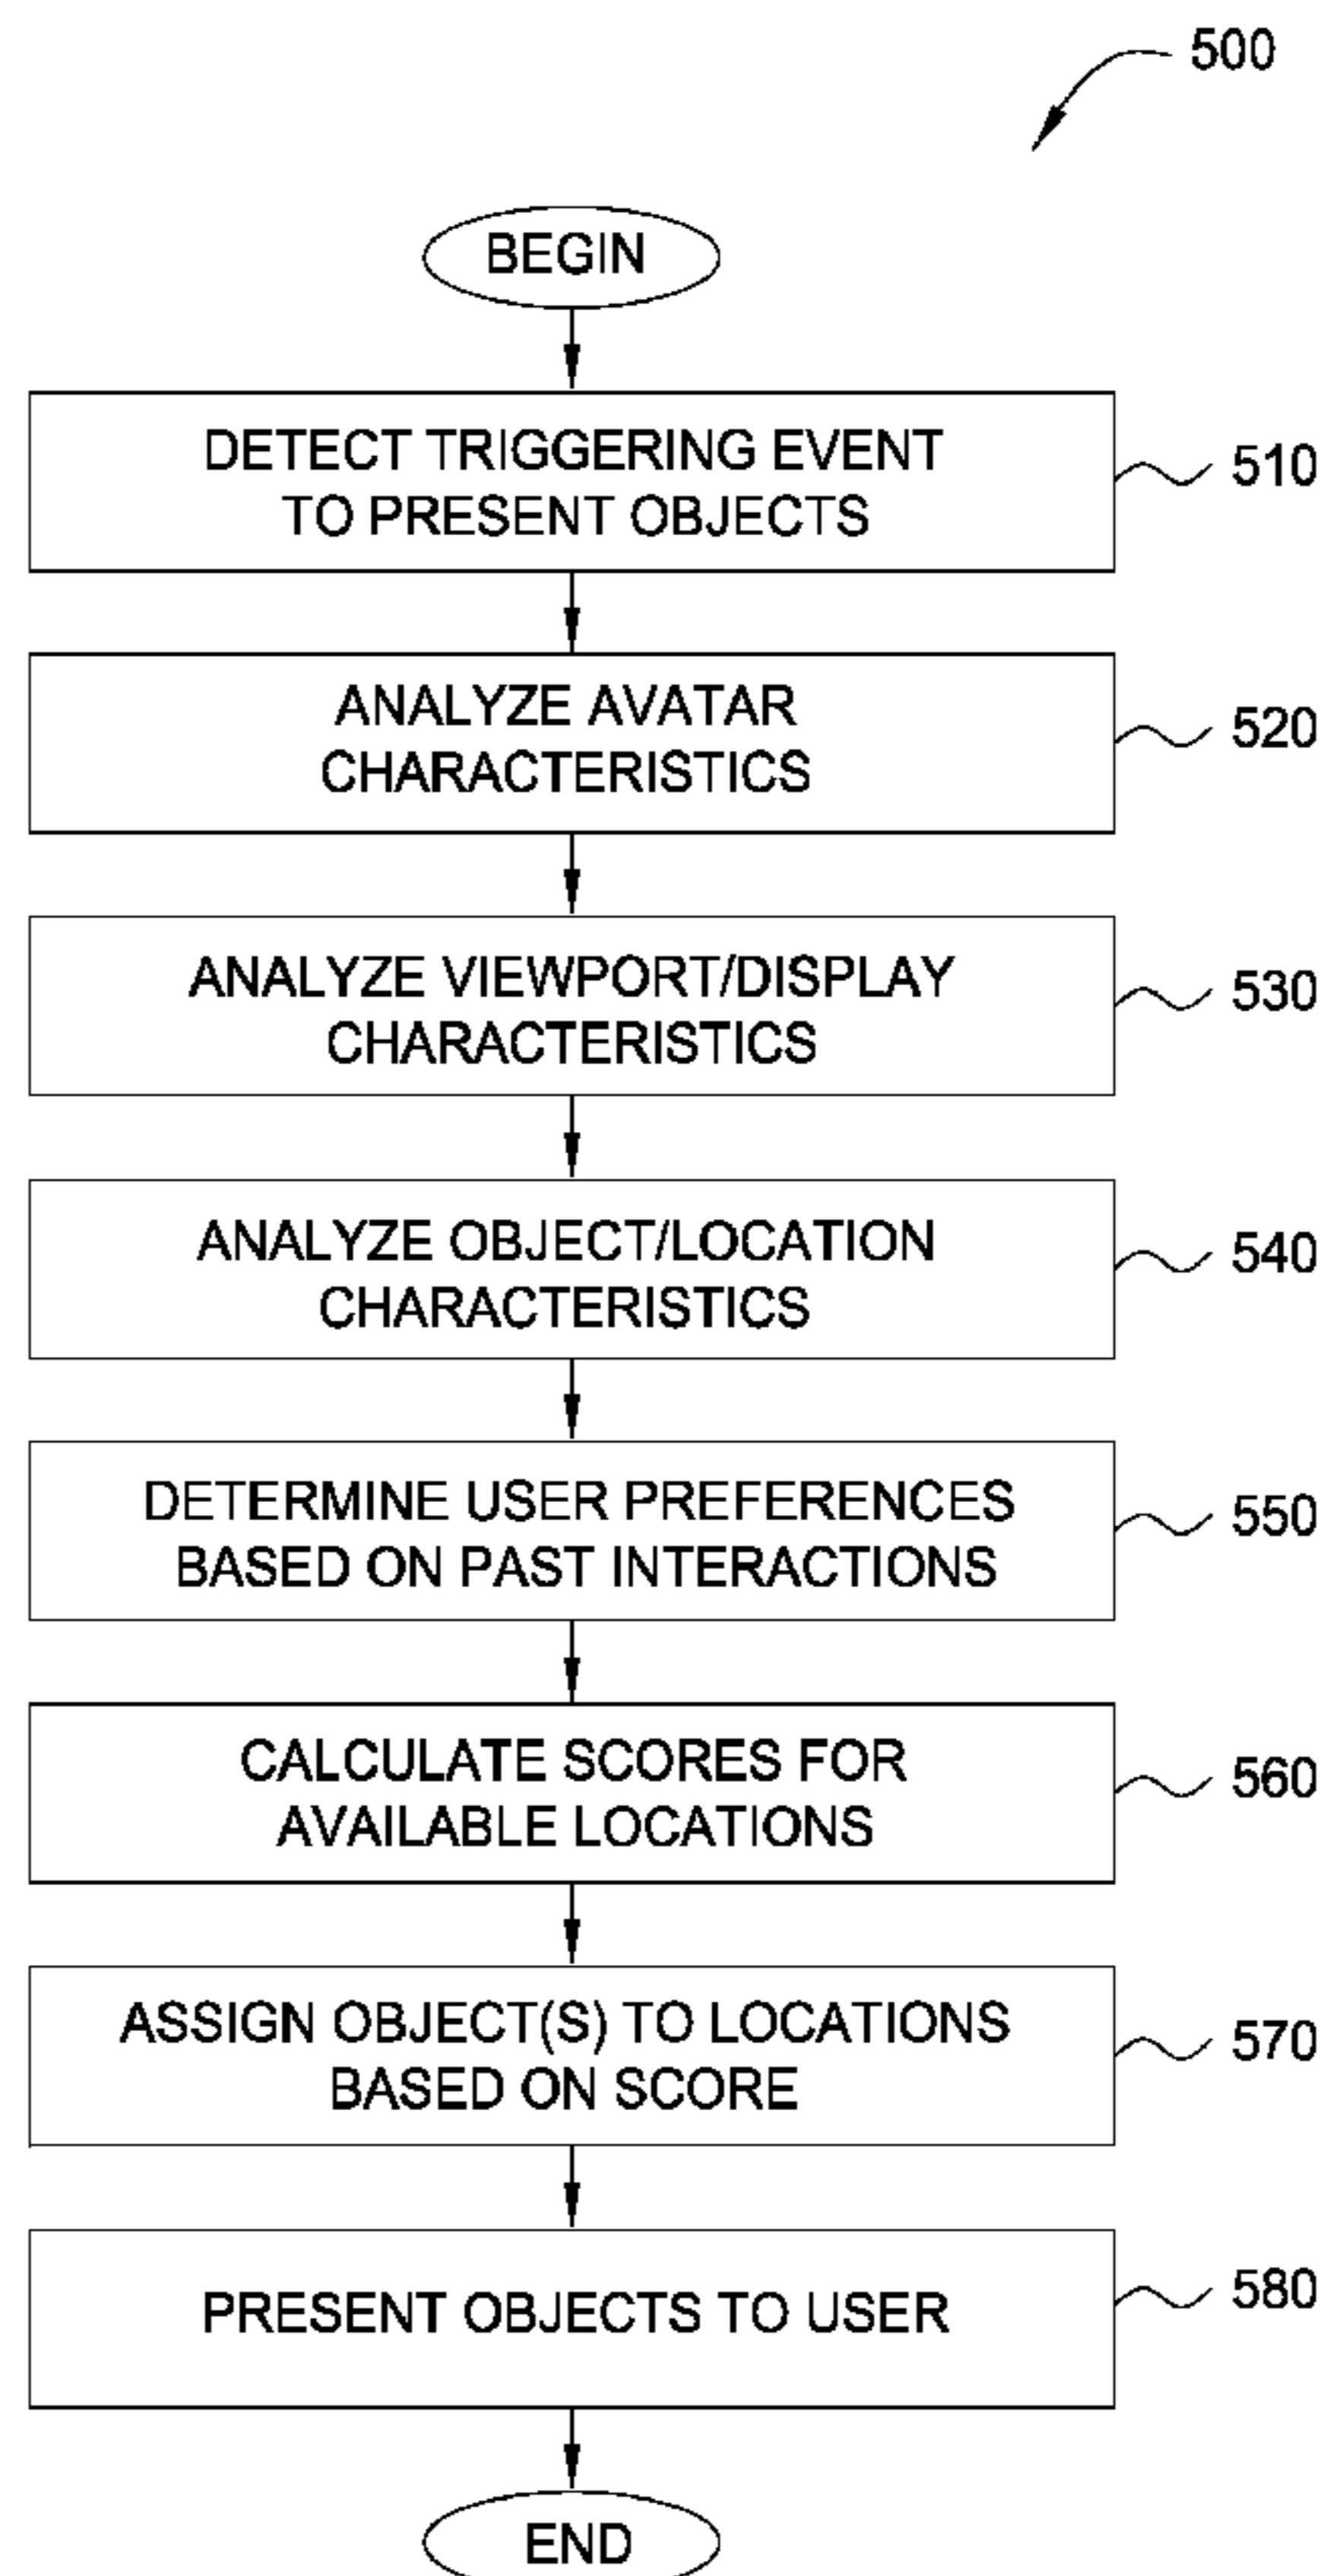 500
BEGIN
DETECT TRIGGERING EVENT
TO PRESENT OBJECTS
510
ANALYZE AVATAR
CHARACTERISTICS
520
ANALYZE VIEWPORT/DISPLAY
CHARACTERISTICS
530
ANALYZE OBJECT/LOCATION
CHARACTERISTICS
540
DETERMINE USER PREFERENCES
BASED ON PAST INTERACTIONS
550
CALCULATE SCORES FOR
AVAILABLE LOCATIONS
560
ASSIGN OBJECT(S) TO LOCATIONS
BASED ON SCORE
570
PRESENT OBJECTS TO USER
580
END